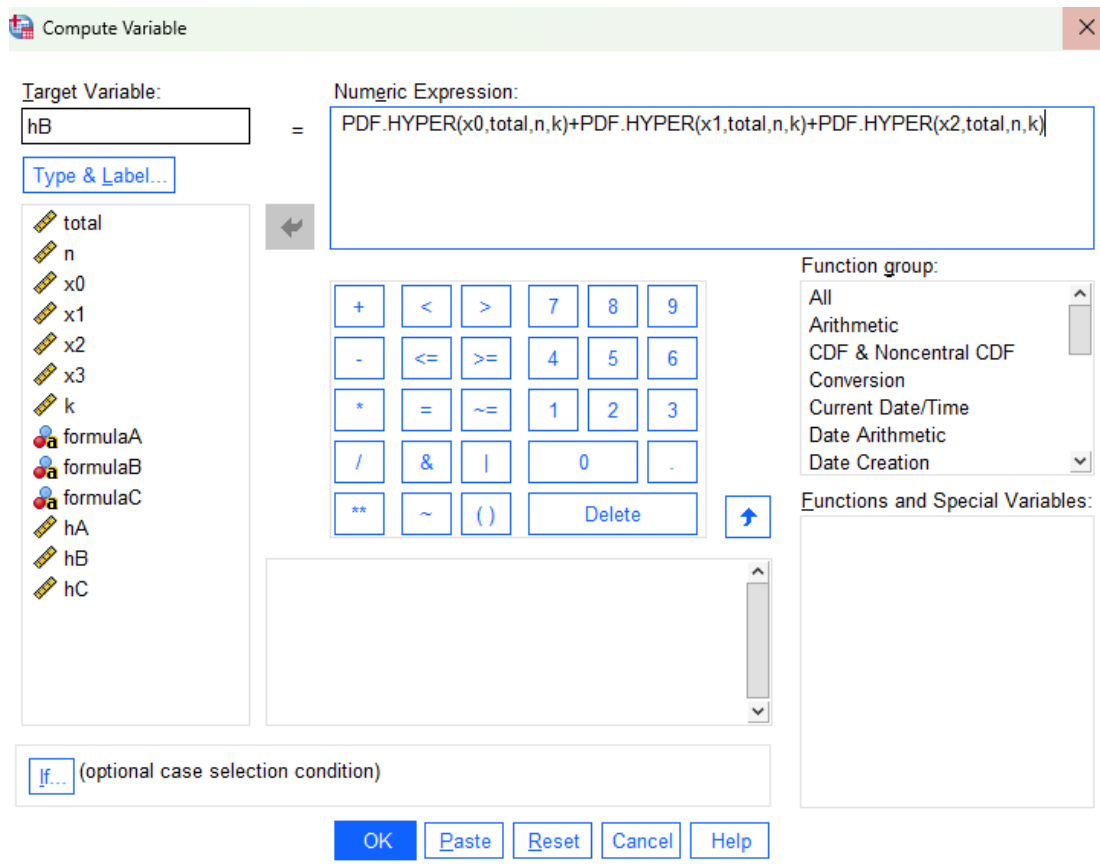 Compute Variable
Target Variable:
hB
=
Numeric Expression:
PDF.HYPER(x0,total,n,k)+PDF.HYPER(x1,total,n,k)+PDF.HYPER(x2,total,n,k)
Type & Label...
total
n
x0
x1
x2
x3
k
formulaA
formulaB
formulaC
hA
hB
hC
+ < > 7 8 9
- <= >= 4 5 6
* = ~= 1 2 3
/ & | 0 .
** ~ ( ) Delete
Function group:
All
Arithmetic
CDF & Noncentral CDF
Conversion
Current Date/Time
Date Arithmetic
Date Creation
Functions and Special Variables:
If... (optional case selection condition)
OK Paste Reset Cancel Help